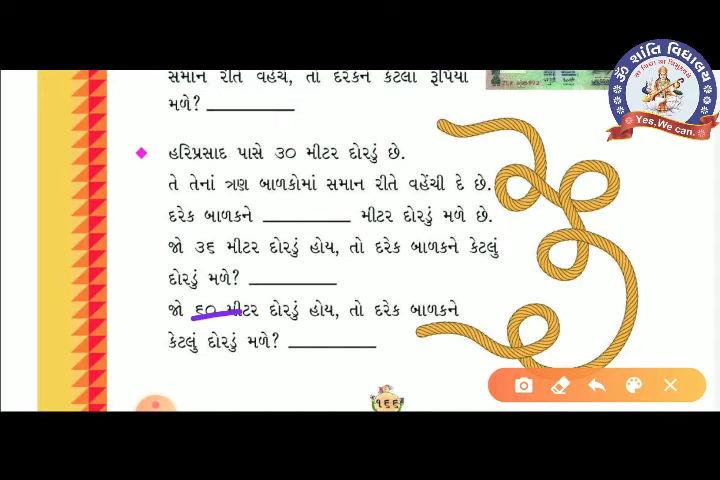 સમાન રીતે વહેંચે, તો દરેકને કેટલા રૂપિયા
મળે? __________
ૐ શાંતિ વિદ્યાલય
Yes.We can.
હરિપ્રસાદ પાસે ૩૦ મીટર દોરડું છે.
તે તેનાં ત્રણ બાળકોમાં સમાન રીતે વહેંચી દે છે.
દરેક બાળકને __________ મીટર દોરડું મળે છે.
જો ૩૬ મીટર દોરડું હોય, તો દરેક બાળકને કેટલું
દોરડું મળે? __________
જો ૬૦ મીટર દોરડું હોય, તો દરેક બાળકને
કેટલું દોરડું મળે? __________
૧૬૬